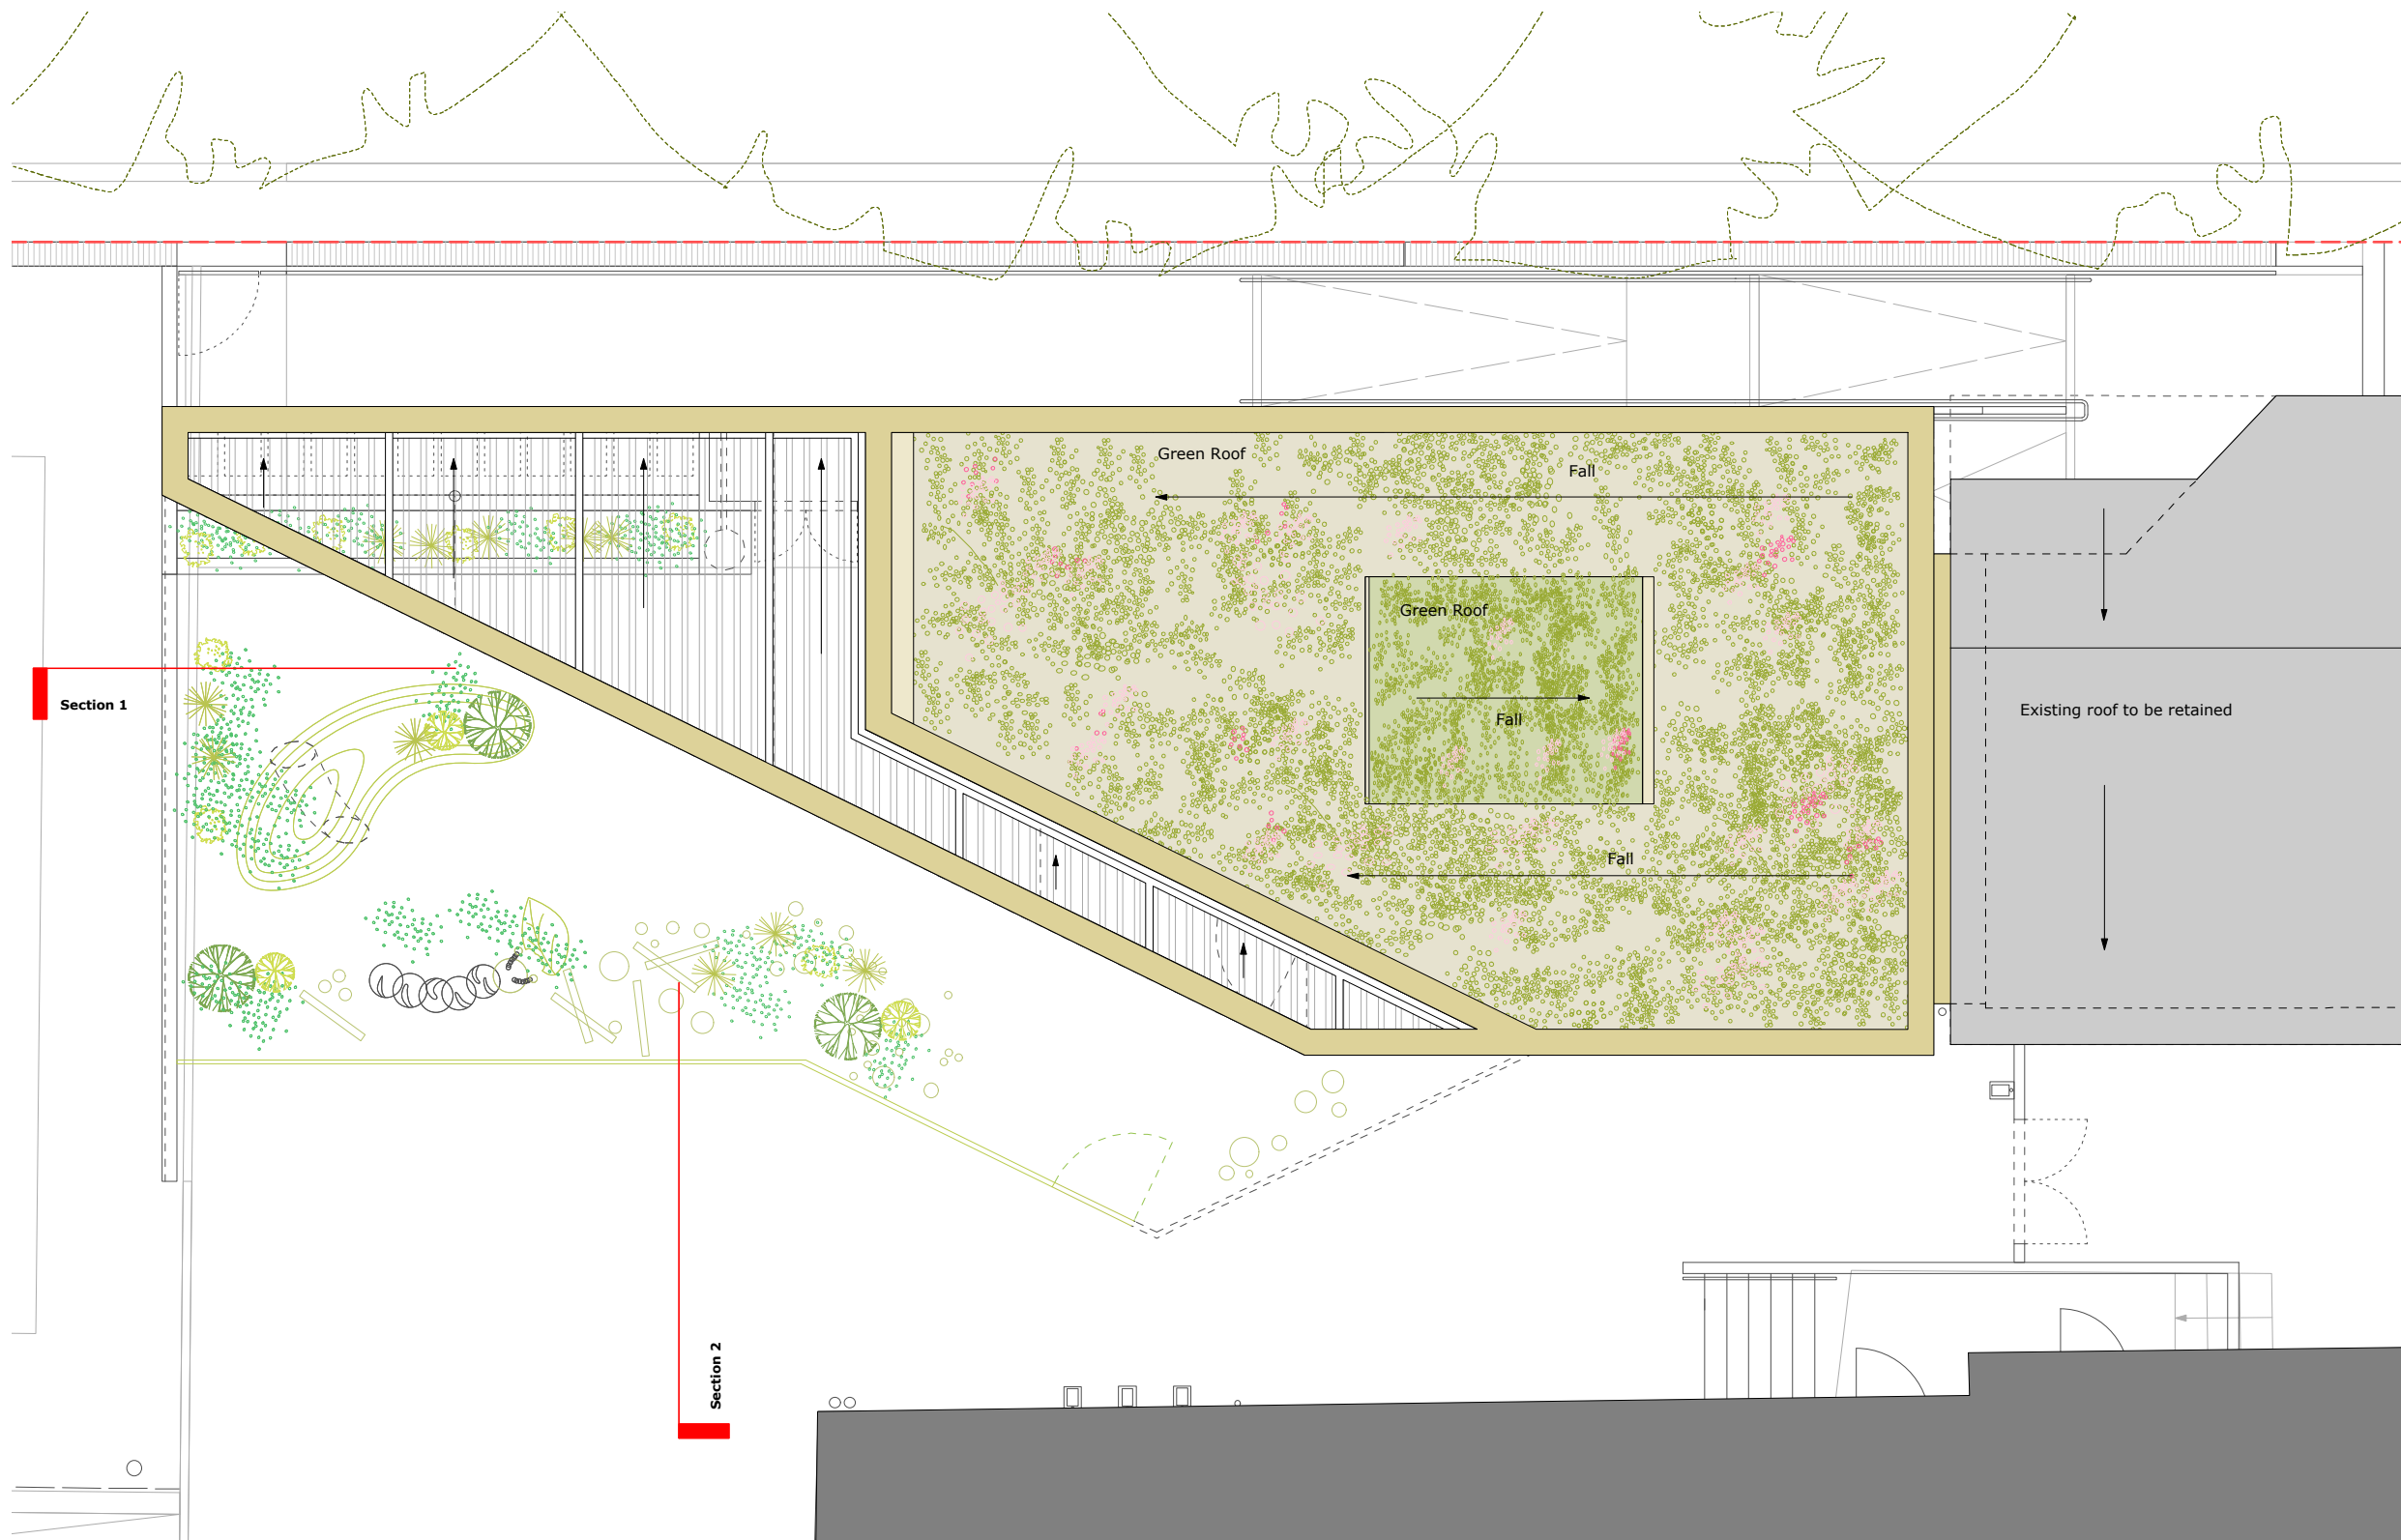 Green Roof
Fall
Green Roof
Fall
Section 1
Existing roof to be retained
Fall
Section 2